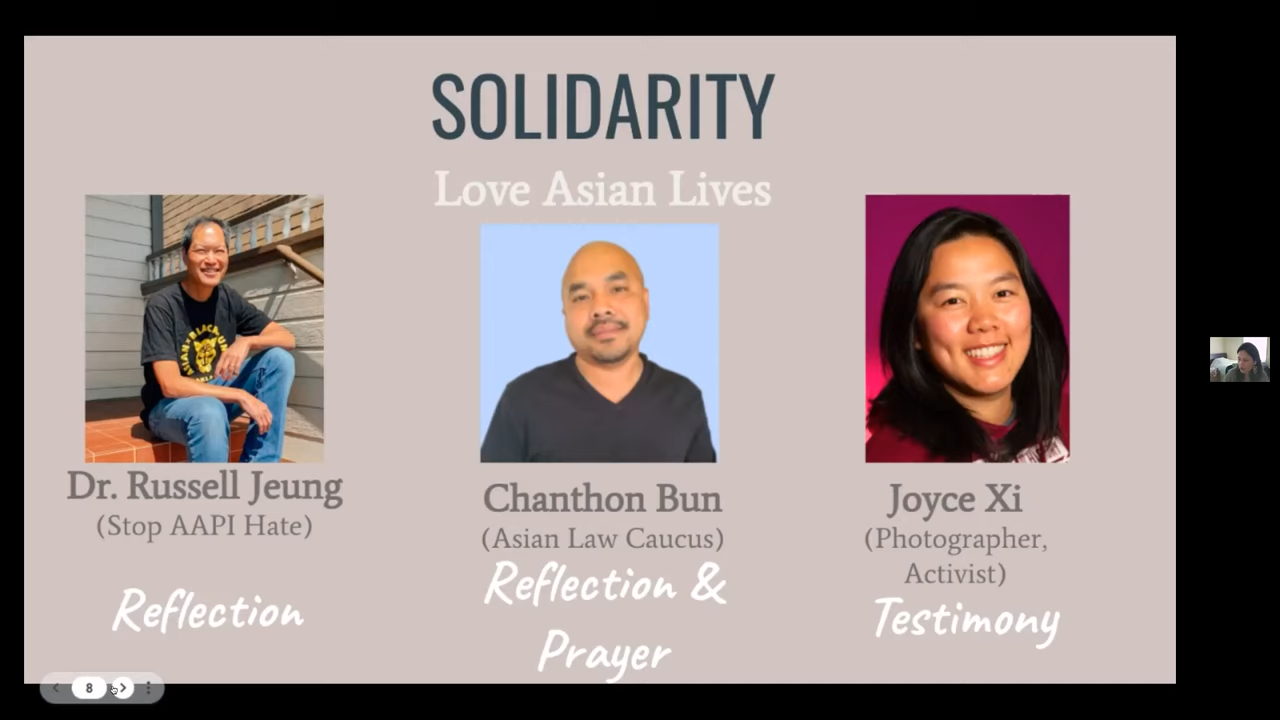 SOLIDARITY
Love Asian Lives
Dr. Russell Jeung
(Stop AAPI Hate)
Reflection
Chanthon Bun
(Asian Law Caucus)
Reflection &
Prayer
Joyce Xi
(Photographer,
Activist)
Testimony
8